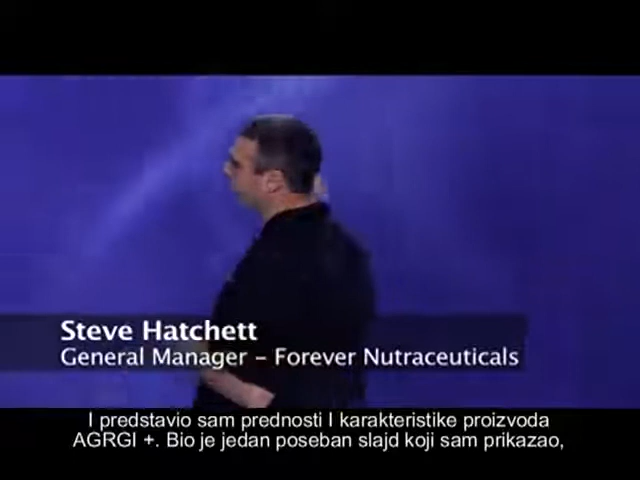 Steve Hatchett
General Manager – Forever Nutraceuticals
I predstavio sam prednosti I karakteristike proizvoda
AGRGI +. Bio je jedan poseban slajd koji sam prikazao,